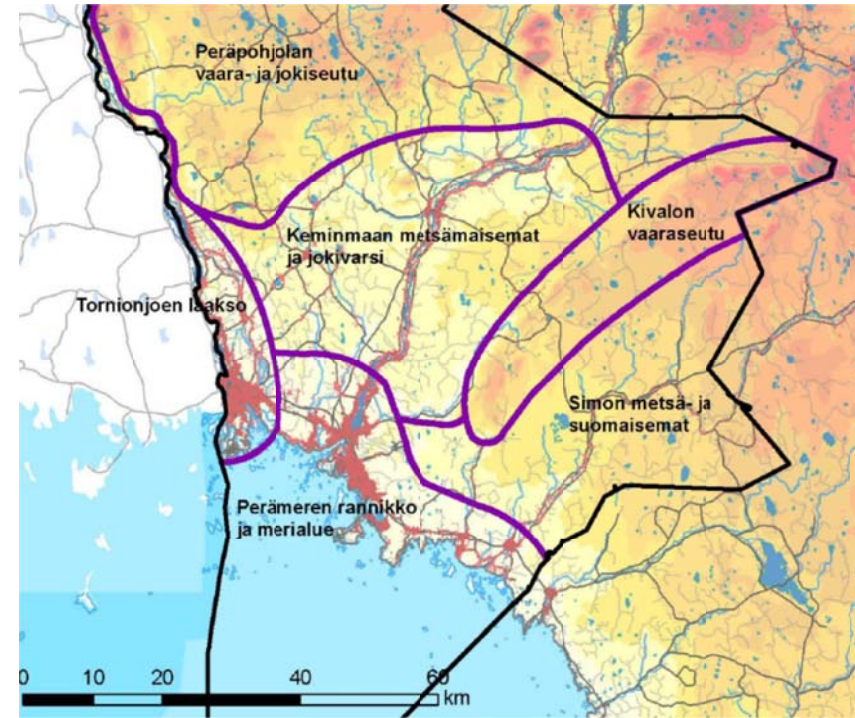 Peräpohjolan
vaara- ja jokiseutu
Kivalon
vaaraseutu
Keminmaan metsämaisemat
ja jokivarsi
Tornionjoen laakso
Simon metsä- ja
suomaisemat
Perämeren rannikko
ja merialue
0 10 20 40 60
km